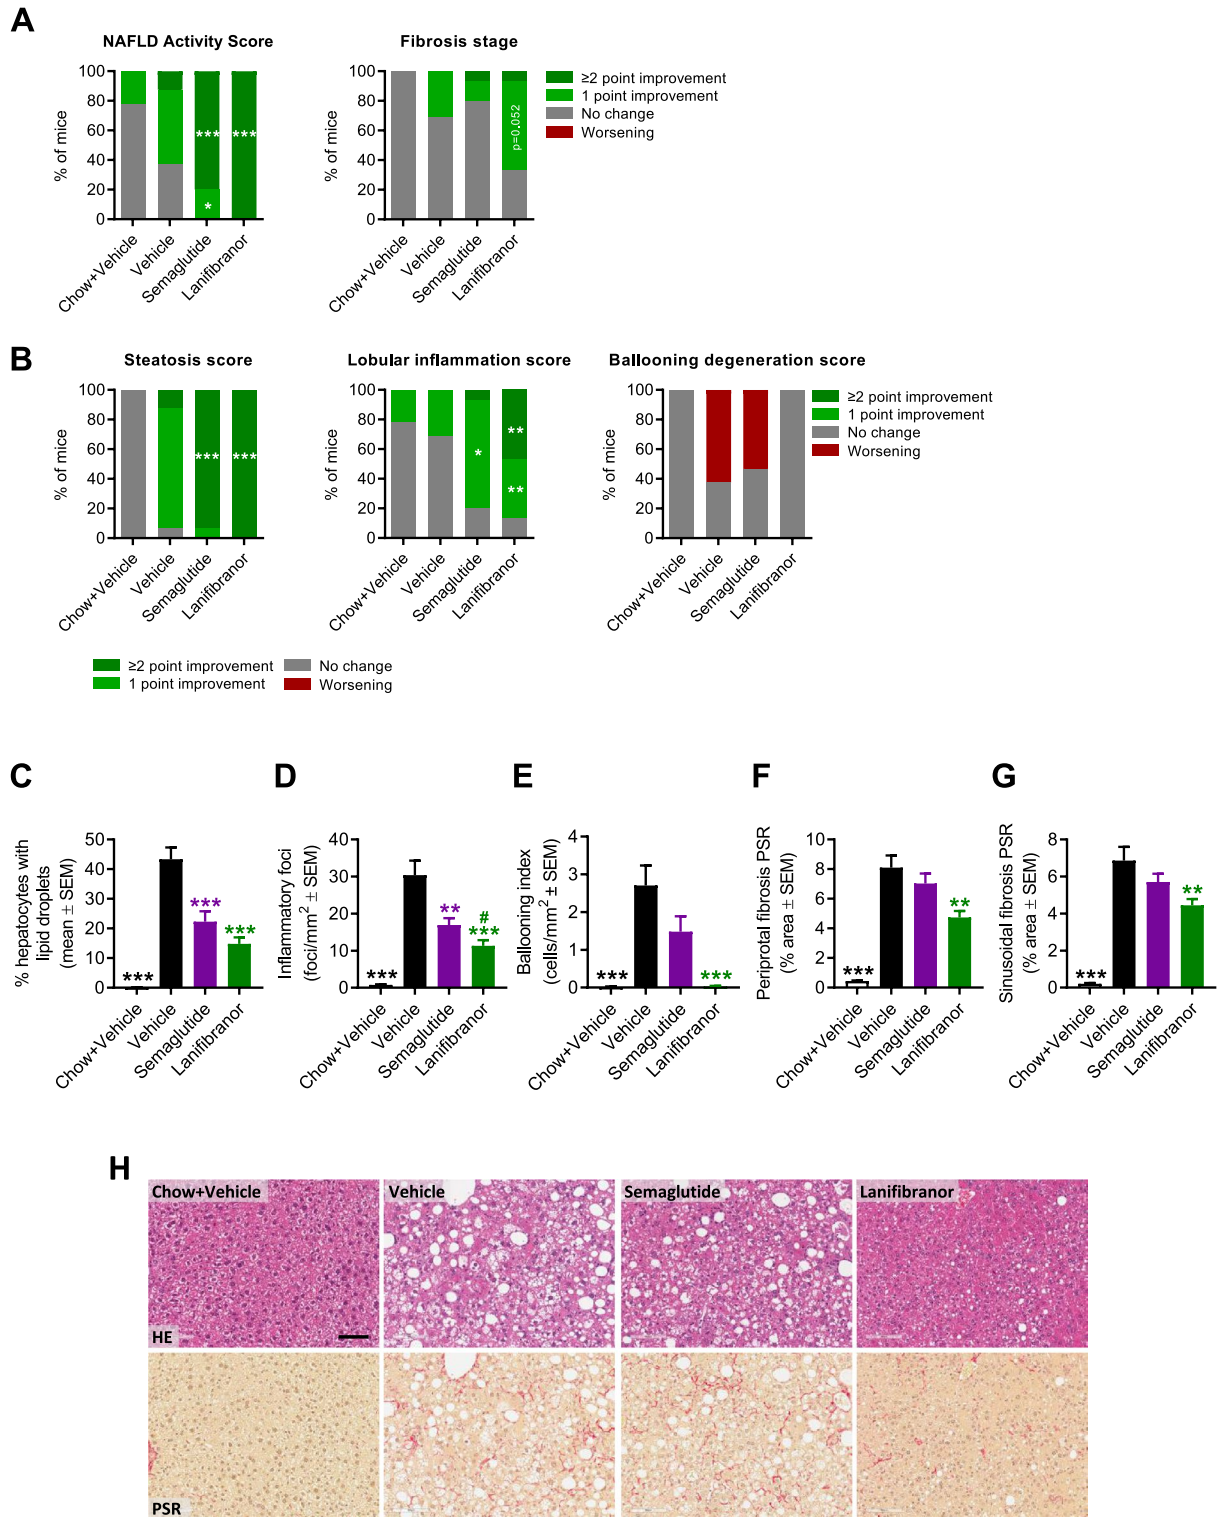 A
NAFLD Activity Score
% of mice
100
80
60
40
20
0
***
*
***
Chow+Vehicle
Vehicle
Semaglutide
Lanifibranor
Fibrosis stage
% of mice
100
80
60
40
20
0
p=0.052
Chow+Vehicle
Vehicle
Semaglutide
Lanifibranor
≥2 point improvement
1 point improvement
No change
Worsening
B
Steatosis score
% of mice
100
80
60
40
20
0
***
***
Chow+Vehicle
Vehicle
Semaglutide
Lanifibranor
Lobular inflammation score
% of mice
100
80
60
40
20
0
*
**
**
Chow+Vehicle
Vehicle
Semaglutide
Lanifibranor
Ballooning degeneration score
% of mice
100
80
60
40
20
0
Chow+Vehicle
Vehicle
Semaglutide
Lanifibranor
≥2 point improvement
1 point improvement
No change
Worsening
≥2 point improvement
No change
1 point improvement
Worsening
C
% hepatocytes with
lipid droplets
(mean ± SEM)
50
40
30
20
10
0
***
***
***
Chow+Vehicle
Vehicle
Semaglutide
Lanifibranor
D
Inflammatory foci
(foci/mm² ± SEM)
40
30
20
10
0
***
**
#
***
Chow+Vehicle
Vehicle
Semaglutide
Lanifibranor
E
Ballooning index
(cells/mm² ± SEM)
4
3
2
1
0
***
***
Chow+Vehicle
Vehicle
Semaglutide
Lanifibranor
F
Periprotal fibrosis PSR
(% area ± SEM)
10
8
6
4
2
0
***
**
Chow+Vehicle
Vehicle
Semaglutide
Lanifibranor
G
Sinusoidal fibrosis PSR
(% area ± SEM)
8
6
4
2
0
***
**
Chow+Vehicle
Vehicle
Semaglutide
Lanifibranor
H
Chow+Vehicle
Vehicle
Semaglutide
Lanifibranor
HE
PSR